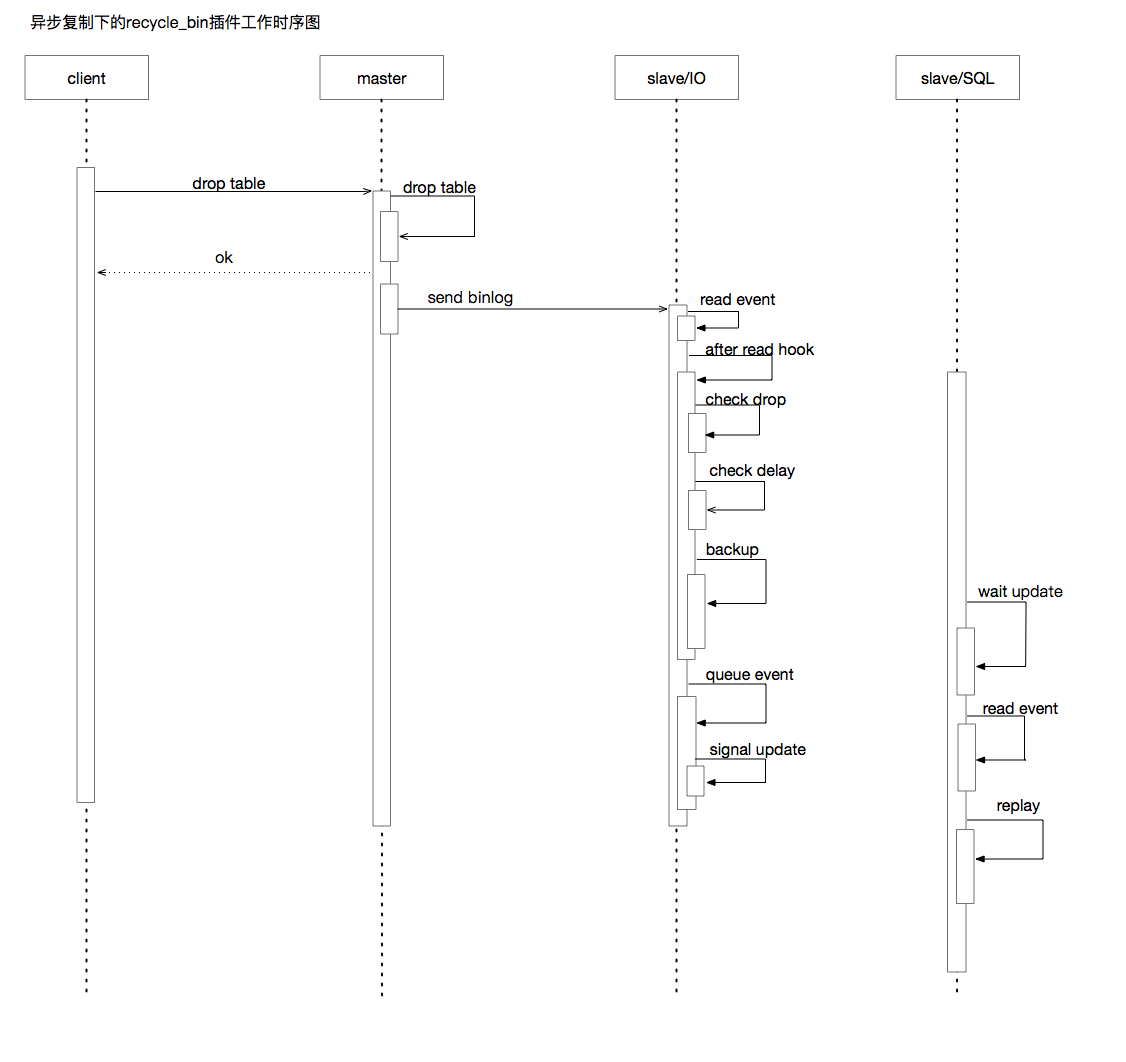 异步复制下的recycle_bin插件工作时序图
client
master
slave/IO
slave/SQL
drop table
drop table
ok
send binlog
read event
after read hook
check drop
check delay
backup
wait update
queue event
read event
signal update
replay